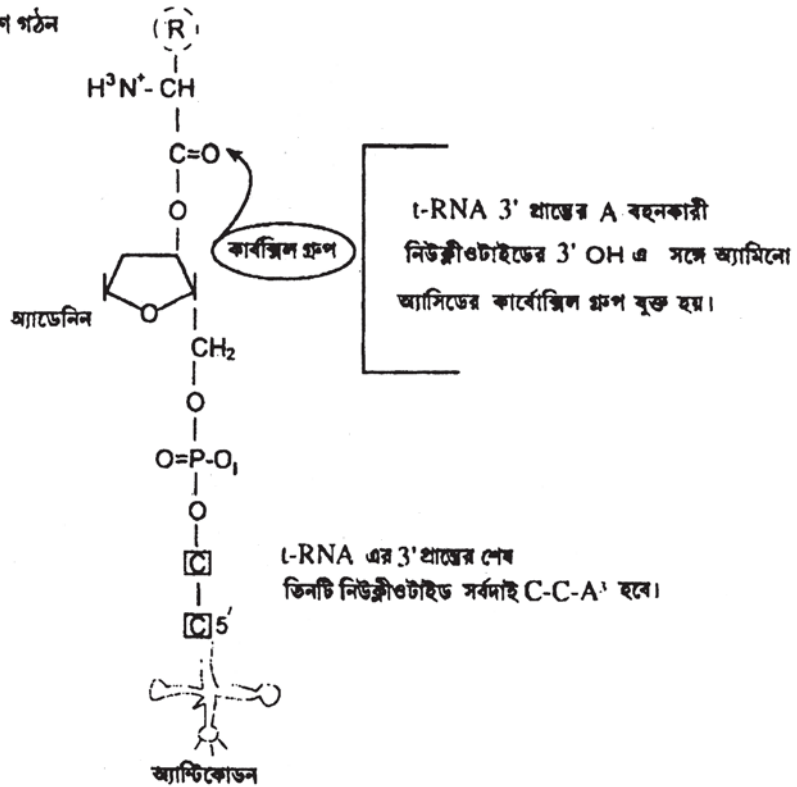 গঠন
R
H³N⁺- CH
C=O
O
কার্বক্সিল গ্রুপ
t-RNA 3' প্রান্তের A বহনকারী
নিউক্লীওটাইডের 3' OH এ সঙ্গে অ্যামিনো
অ্যাসিডের কার্বোক্সিল গ্রুপ যুক্ত হয়।
O
অ্যাডেনিন
CH₂
O
O=P-O
O
C
t-RNA এর 3' প্রান্তের শেষ
তিনটি নিউক্লীওটাইড সর্বদাই C-C-A³ হবে।
C 5'
অ্যান্টিকোডন